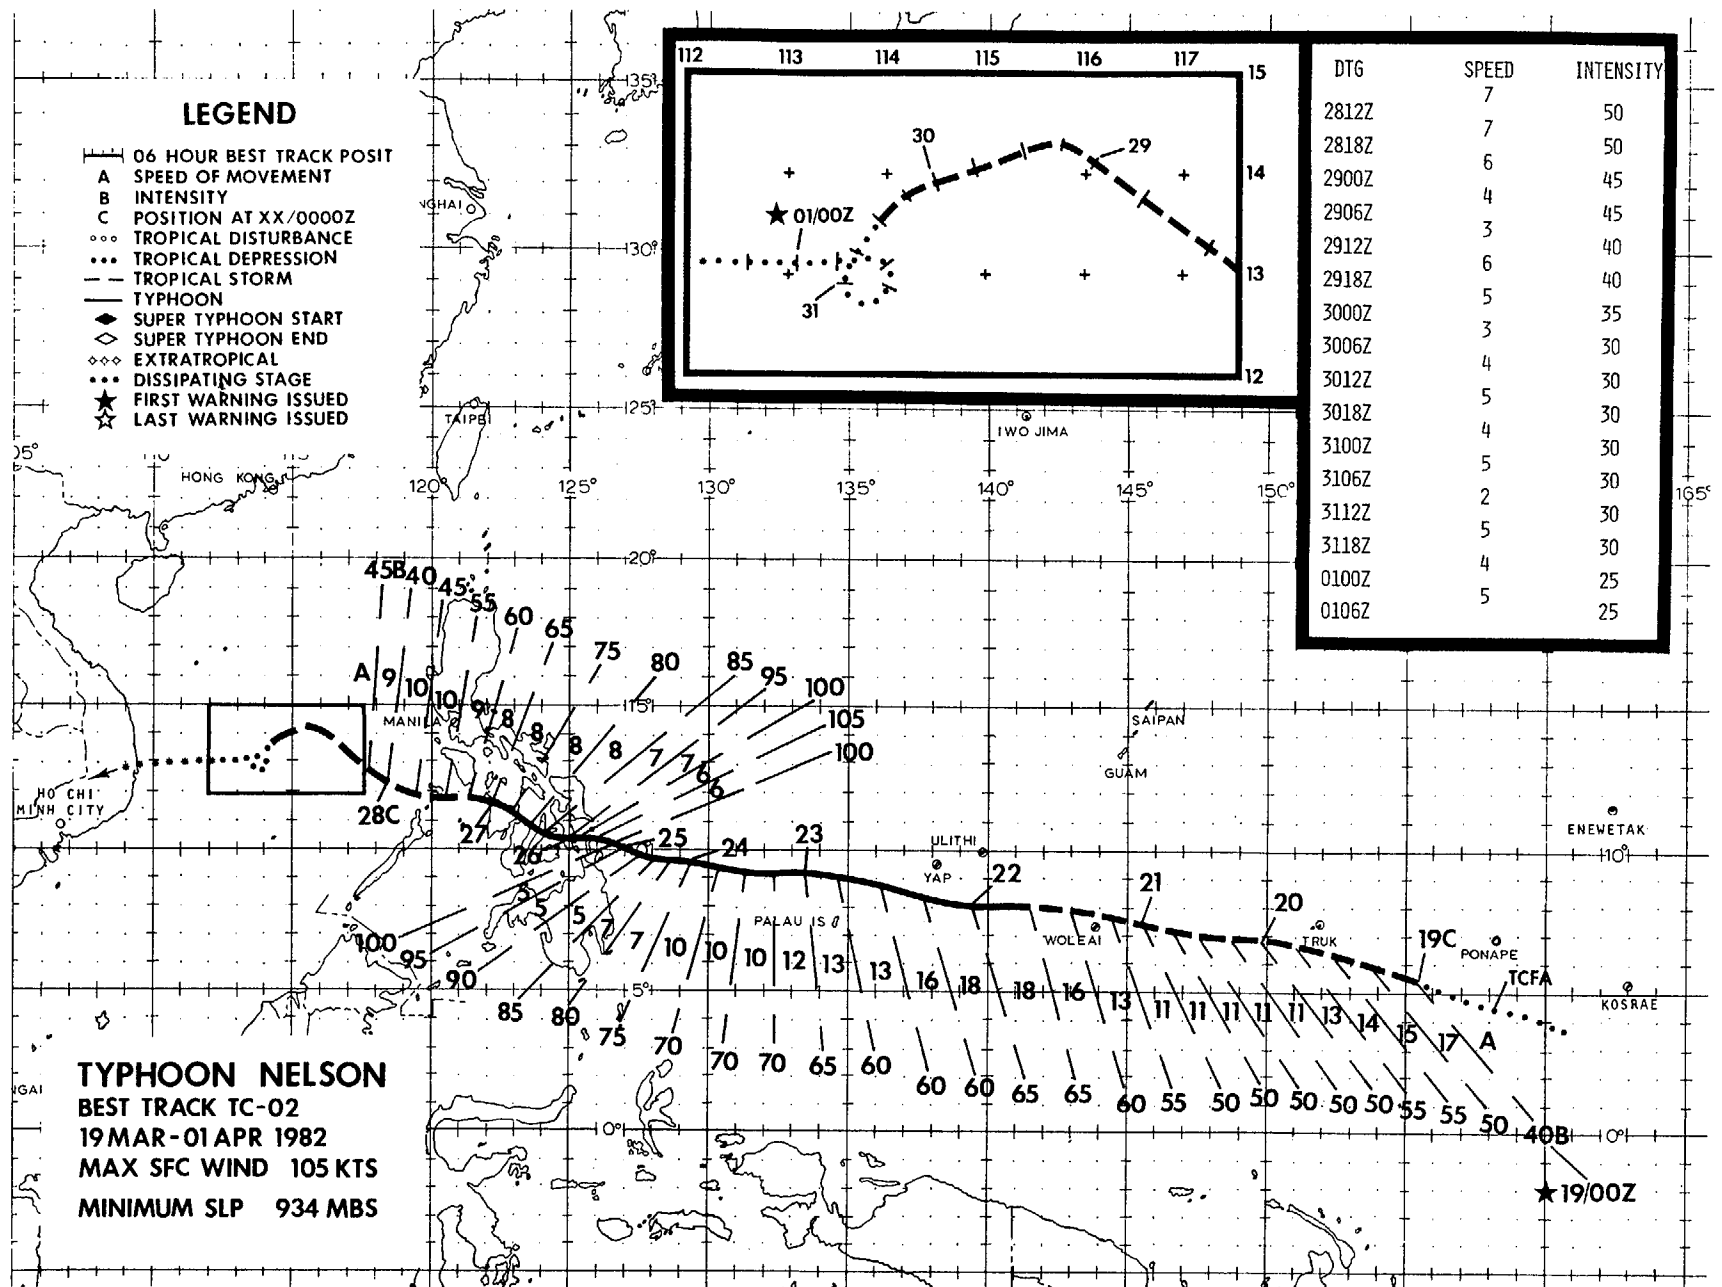 LEGEND
06 HOUR BEST TRACK POSIT
A SPEED OF MOVEMENT
B INTENSITY
C POSITION AT XX/0000Z
TROPICAL DISTURBANCE
TROPICAL DEPRESSION
TROPICAL STORM
TYPHOON
SUPER TYPHOON START
SUPER TYPHOON END
EXTRATROPICAL
DISSIPATING STAGE
FIRST WARNING ISSUED
LAST WARNING ISSUED
112 113 114 115 116 117
15
14
13
12
30
29
01/00Z
31
DTG SPEED INTENSITY
7
2812Z 50
7
2818Z 50
6
2900Z 45
4
2906Z 45
3
2912Z 40
6
2918Z 40
5
3000Z 35
3
3006Z 30
4
3012Z 30
5
3018Z 30
4
3100Z 30
5
3106Z 30
2
3112Z 30
5
3118Z 30
4
0100Z 25
5
0106Z 25
35°
NGHAI
30°
TAIPEI
25°
IWO JIMA
HONG KONG
120° 125° 130° 135° 140° 145° 150° 165°
20°
45B 40 45 55 60 65 75 80 85 95 100 105 100
A 9 10 10 9 8 8 8 8 7 7 6 6
15°
MANILA
SAIPAN
GUAM
HO CHI
MINH CITY
28C 27 26 25 24 23 22 21 20 19C
ULITHI
YAP
ENEWETAK
10°
PALAU IS
WOLEAI
TRUK
PONAPE
TCFA
KOSRAE
5 5 5 7 7 10 10 10 12 13 13 16 18 18 16 13 11 11 11 11 11 13 14 15 17 A
5°
100 95 90 85 80 75 70 70 70 65 60 60 60 65 65 60 55 50 50 50 50 50 55 55 50 40B
0° 0°
19/00Z
NGAI
TYPHOON NELSON
BEST TRACK TC-02
19 MAR-01 APR 1982
MAX SFC WIND 105 KTS
MINIMUM SLP 934 MBS